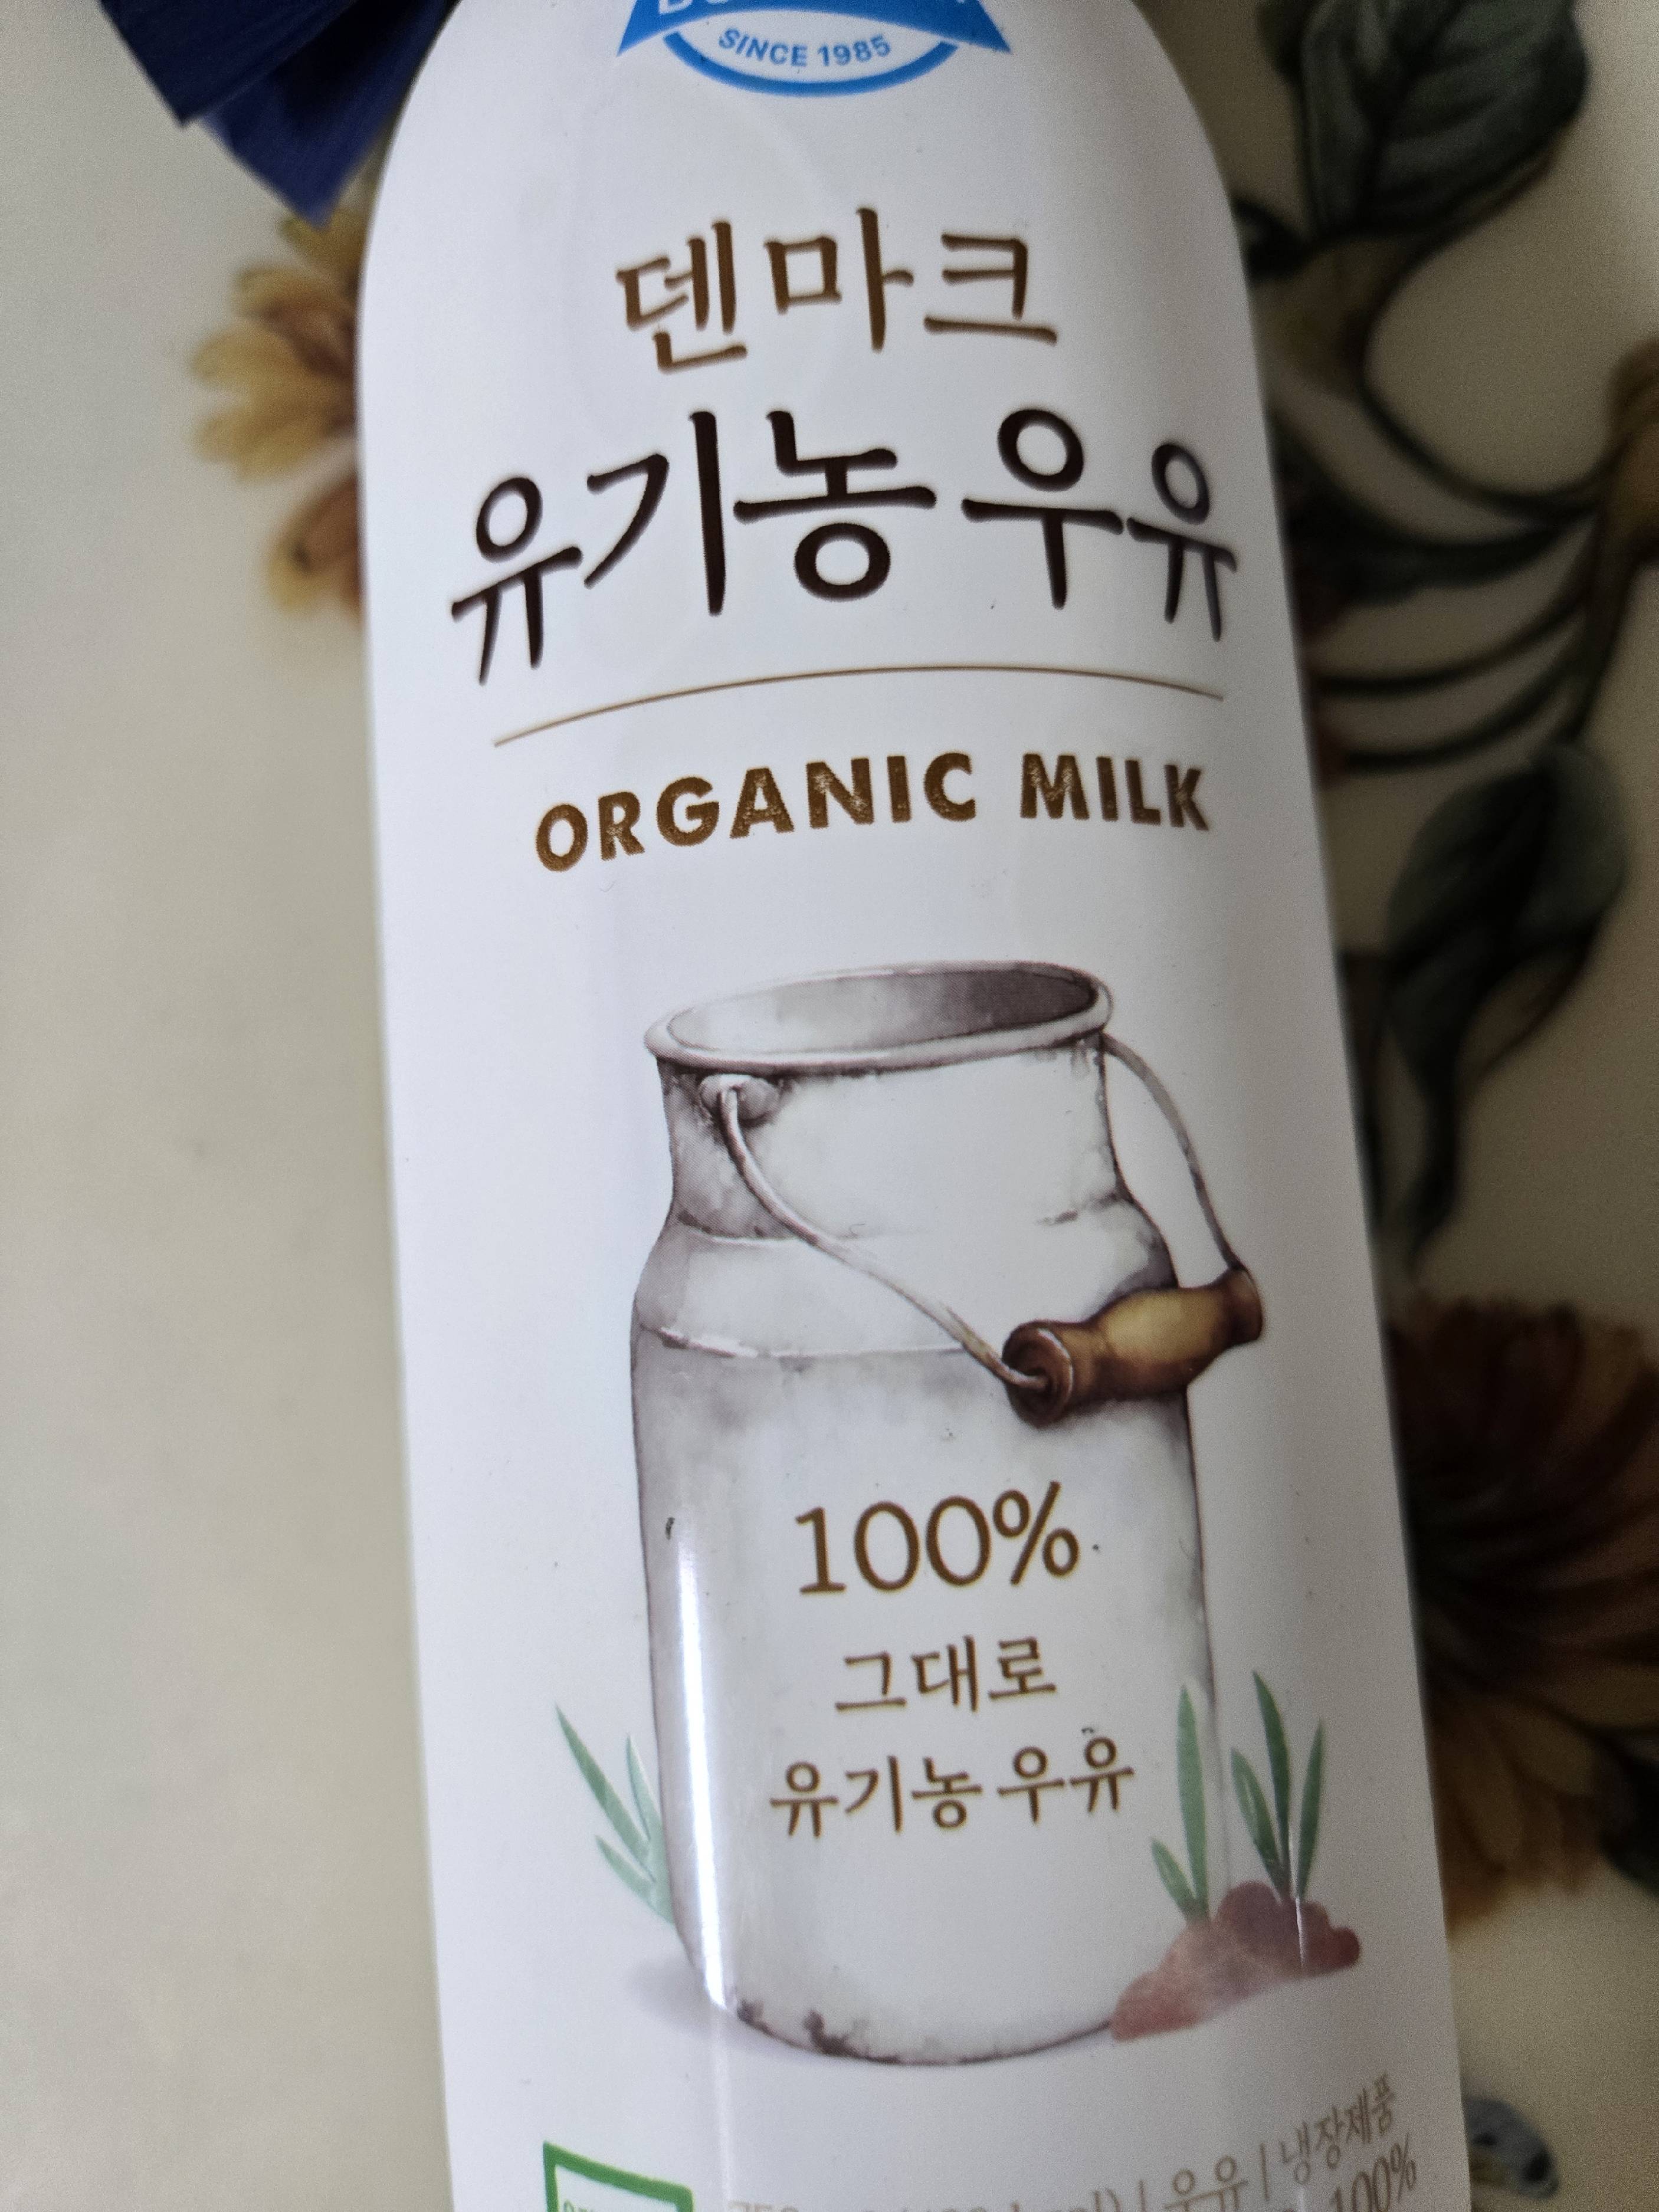 SINCE 1985
덴마크
유기농 우유
ORGANIC MILK
100%
그대로
유기농 우유
우유 | 냉장제품
100%